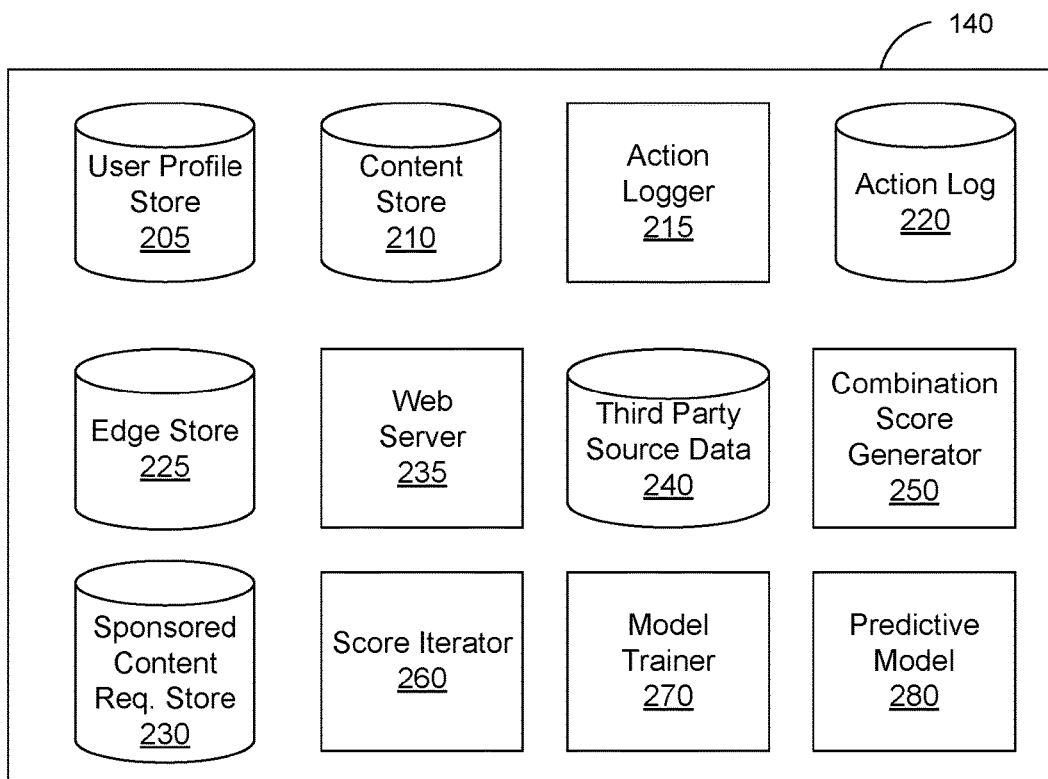 140
User Profile
Store
205
Content
Store
210
Action
Logger
215
Action Log
220
Edge Store
225
Web
Server
235
Third Party
Source Data
240
Combination
Score
Generator
250
Sponsored
Content
Req. Store
230
Score Iterator
260
Model
Trainer
270
Predictive
Model
280